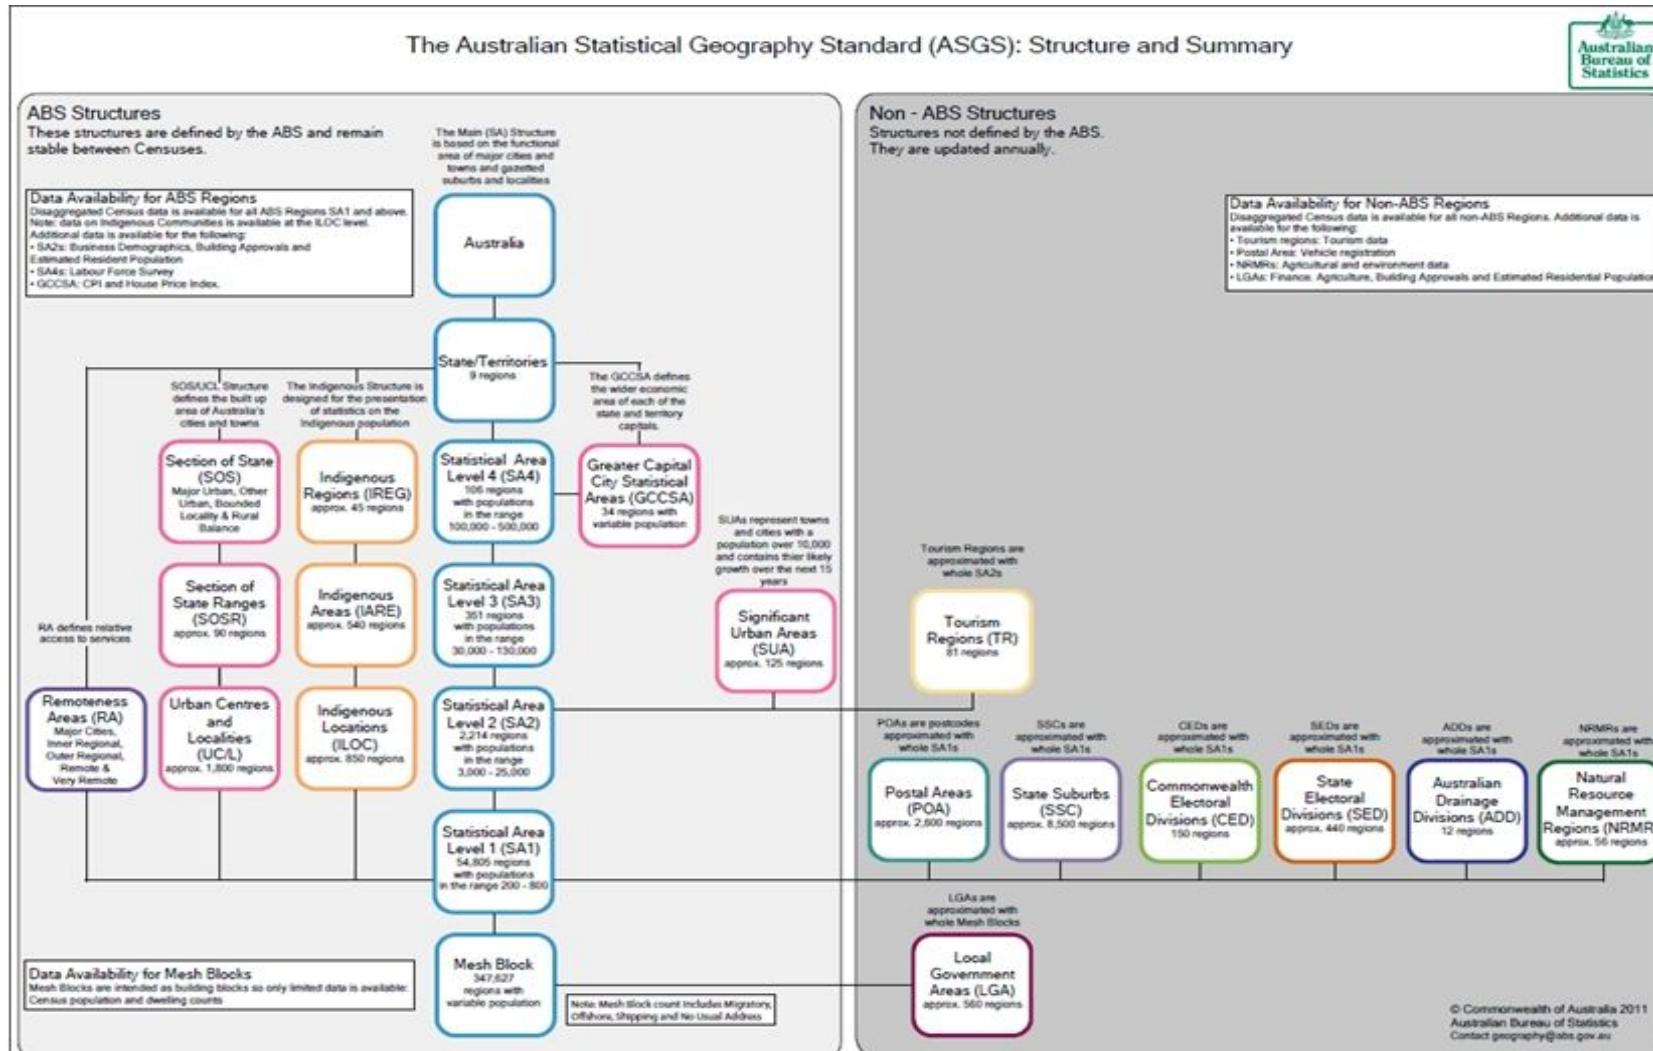 The Australian Statistical Geography Standard (ASGS): Structure and Summary
Australian
Bureau of
Statistics
ABS Structures
These structures are defined by the ABS and remain
stable between Censuses.
The Main (SA) Structure
is based on the functional
area of major cities and
towns and gazetted
suburbs and localities
Data Availability for ABS Regions
Disaggregated Census data is available for all ABS Regions SA1 and above.
Note: data on Indigenous Communities is available at the ILOC level.
Additional data is available for the following:
• SA2s: Business Demographics, Building Approvals and
Estimated Resident Population
• SA4s: Labour Force Survey
• GCCSA: CPI and House Price Index.
Australia
State/Territories
9 regions
SOS/UCL Structure
defines the built up
area of Australia's
cities and towns
The Indigenous Structure is
designed for the presentation
of statistics on the
Indigenous population
The GCCSA defines
the wider economic
area of each of the
state and territory
capitals.
Section of State
(SOS)
Major Urban, Other
Urban, Bounded
Locality & Rural
Balance
Indigenous
Regions (IREG)
approx. 45 regions
Statistical Area
Level 4 (SA4)
106 regions
with populations
in the range
100,000 - 500,000
Greater Capital
City Statistical
Areas (GCCSA)
34 regions with
variable population
SUAs represent towns
and cities with a
population over 10,000
and contains thier likely
growth over the next 15
years
RA defines relative
access to services
Section of
State Ranges
(SOSR)
approx. 90 regions
Indigenous
Areas (IARE)
approx. 540 regions
Statistical Area
Level 3 (SA3)
351 regions
with populations
in the range
30,000 - 130,000
Significant
Urban Areas
(SUA)
approx. 125 regions
Remoteness
Areas (RA)
Major Cities,
Inner Regional,
Outer Regional,
Remote &
Very Remote
Urban Centres
and
Localities
(UC/L)
approx. 1,800 regions
Indigenous
Locations
(ILOC)
approx. 850 regions
Statistical Area
Level 2 (SA2)
2,214 regions
with populations
in the range
3,000 - 25,000
Statistical Area
Level 1 (SA1)
54,805 regions
with populations
in the range 200 - 800
Mesh Block
347,627
regions with
variable population
Data Availability for Mesh Blocks
Mesh Blocks are intended as building blocks so only limited data is available:
Census population and dwelling counts
Note: Mesh Block count Includes Migratory,
Offshore, Shipping and No Usual Address
Non - ABS Structures
Structures not defined by the ABS.
They are updated annually.
Data Availability for Non-ABS Regions
Disaggregated Census data is available for all non-ABS Regions. Additional data is
available for the following:
• Tourism regions: Tourism data
• Postal Area: Vehicle registration
• NRMRs: Agricultural and environment data
• LGAs: Finance. Agriculture, Building Approvals and Estimated Residential Population
Tourism Regions are
approximated with
whole SA2s
Tourism
Regions (TR)
81 regions
POAs are postcodes
approximated with
whole SA1s
Postal Areas
(POA)
approx. 2,600 regions
SSCs are
approximated with
whole SA1s
State Suburbs
(SSC)
approx. 8,500 regions
CEDs are
approximated with
whole SA1s
Commonwealth
Electoral
Divisions (CED)
150 regions
SEDs are
approximated with
whole SA1s
State
Electoral
Divisions (SED)
approx. 440 regions
ADDs are
approximated with
whole SA1s
Australian
Drainage
Divisions (ADD)
12 regions
NRMRs are
approximated with
whole SA1s
Natural
Resource
Management
Regions (NRMR
approx. 56 regions
LGAs are
approximated with
whole Mesh Blocks
Local
Government
Areas (LGA)
approx. 560 regions
© Commonwealth of Australia 2011
Australian Bureau of Statistics
Contact geography@abs.gov.au